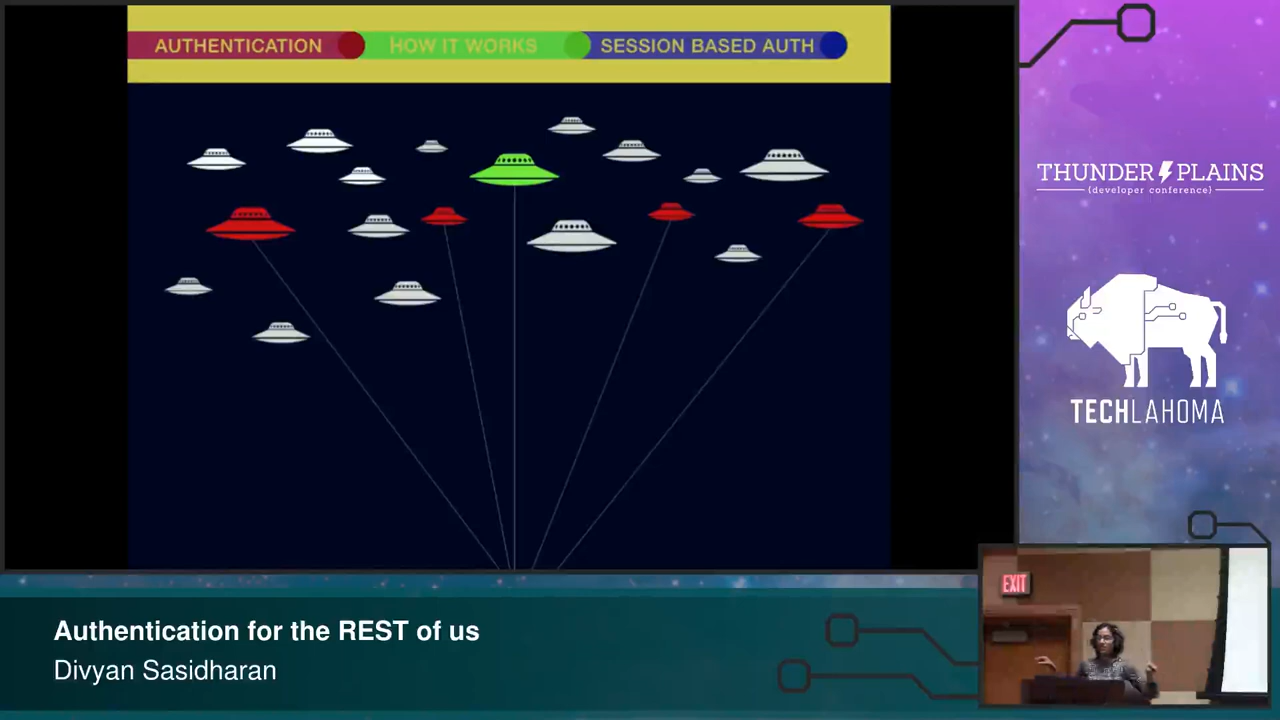 AUTHENTICATION
HOW IT WORKS
SESSION BASED AUTH
THUNDER PLAINS
{developer conference}
TECHLAHOMA
EXIT
Authentication for the REST of us
Divyan Sasidharan